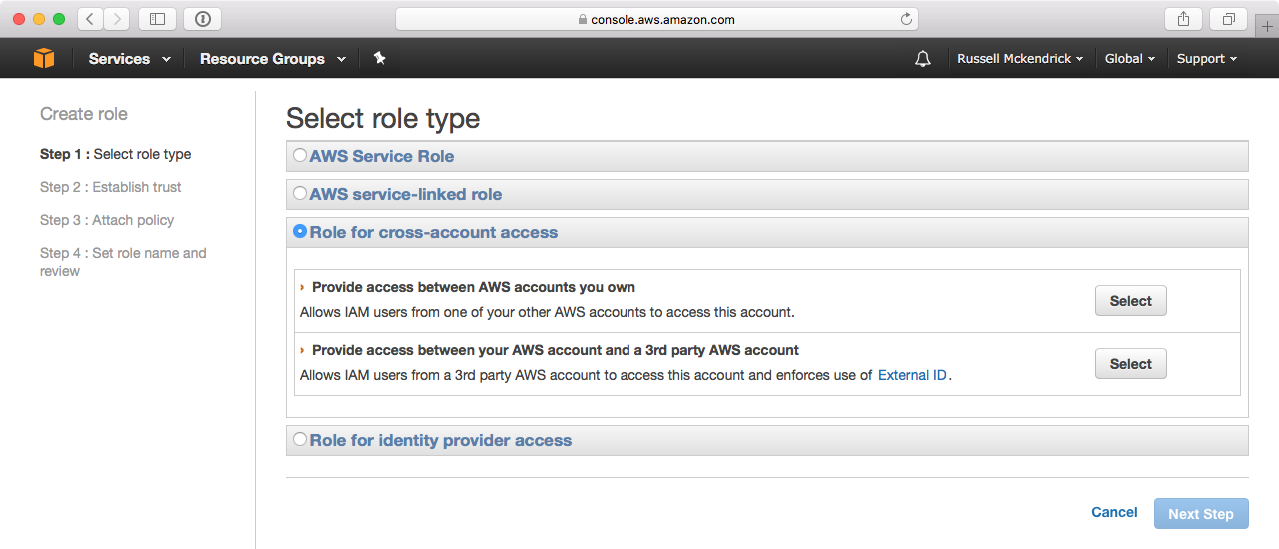 console.aws.amazon.com
Services
Resource Groups
Russell Mckendrick
Global
Support
Create role
Step 1 : Select role type
Step 2 : Establish trust
Step 3 : Attach policy
Step 4 : Set role name and
review
Select role type
AWS Service Role
AWS service-linked role
Role for cross-account access
Provide access between AWS accounts you own
Allows IAM users from one of your other AWS accounts to access this account.
Select
Provide access between your AWS account and a 3rd party AWS account
Allows IAM users from a 3rd party AWS account to access this account and enforces use of External ID.
Select
Role for identity provider access
Cancel
Next Step